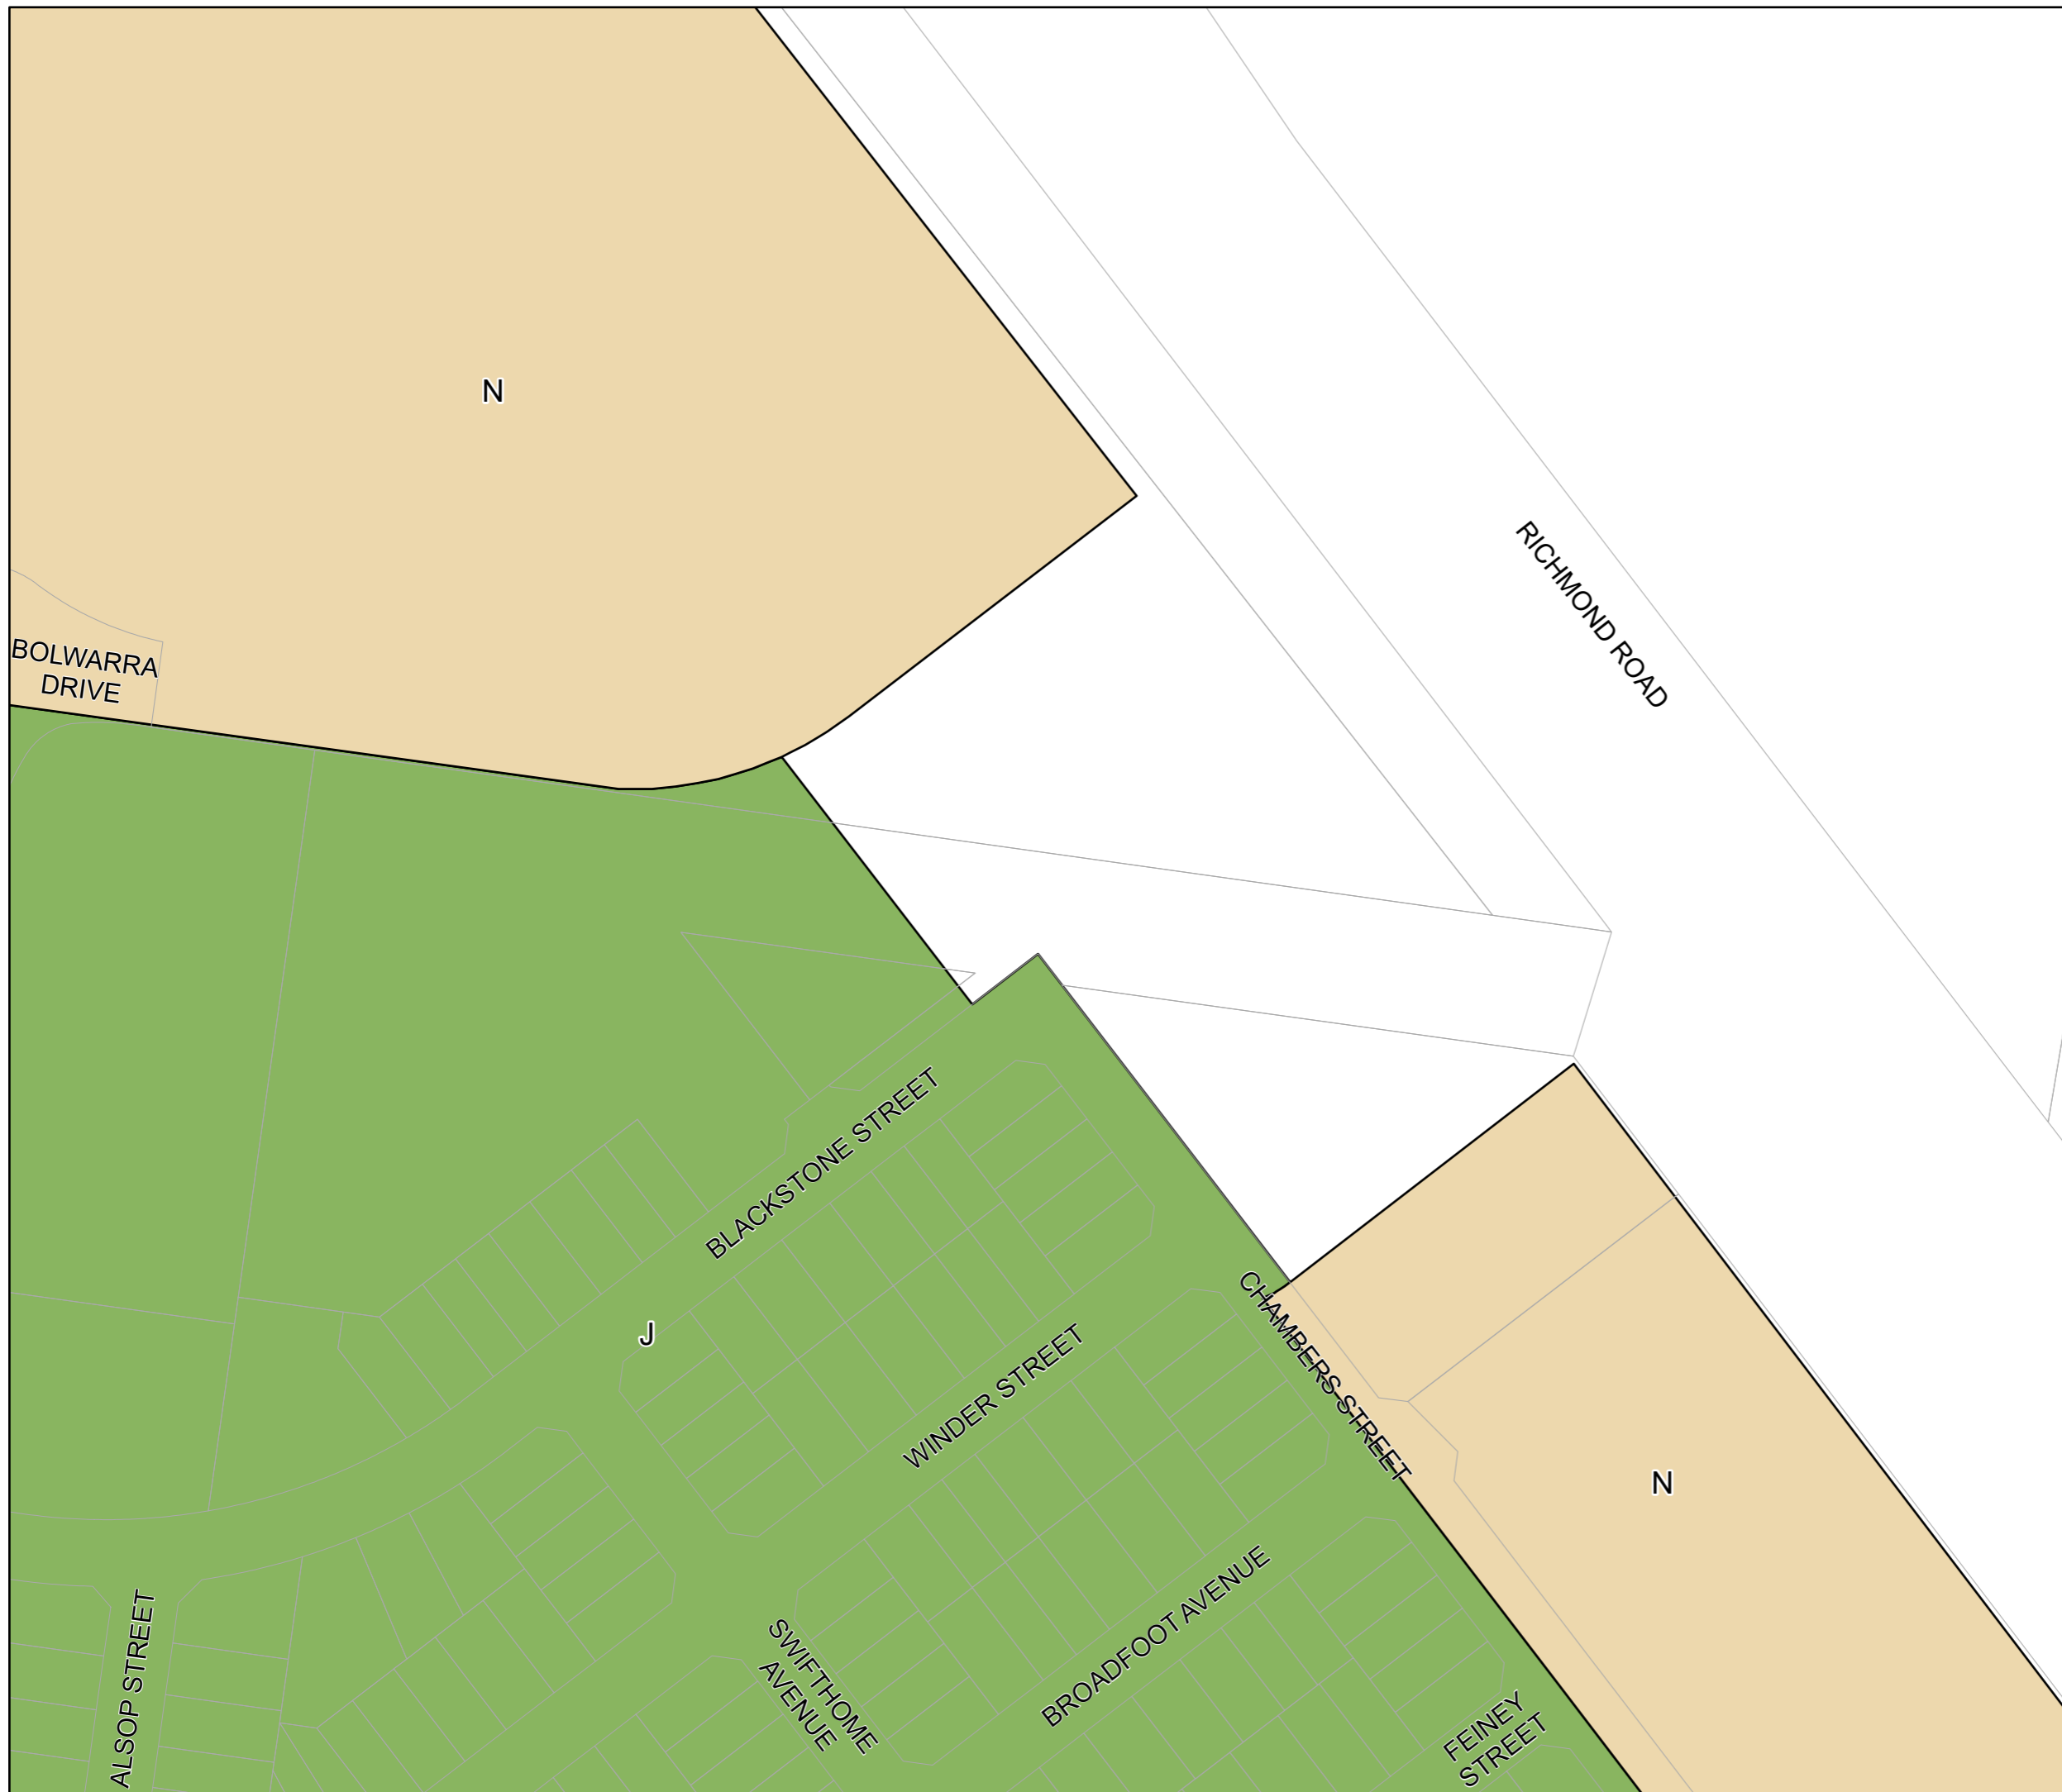 N
RICHMOND ROAD
BOLWARRA
DRIVE
BLACKSTONE STREET
J
CHAMBERS STREET
WINDER STREET
N
BROADFOOT AVENUE
ALSOP STREET
SWIFTHOME
AVENUE
FEINEY
STREET